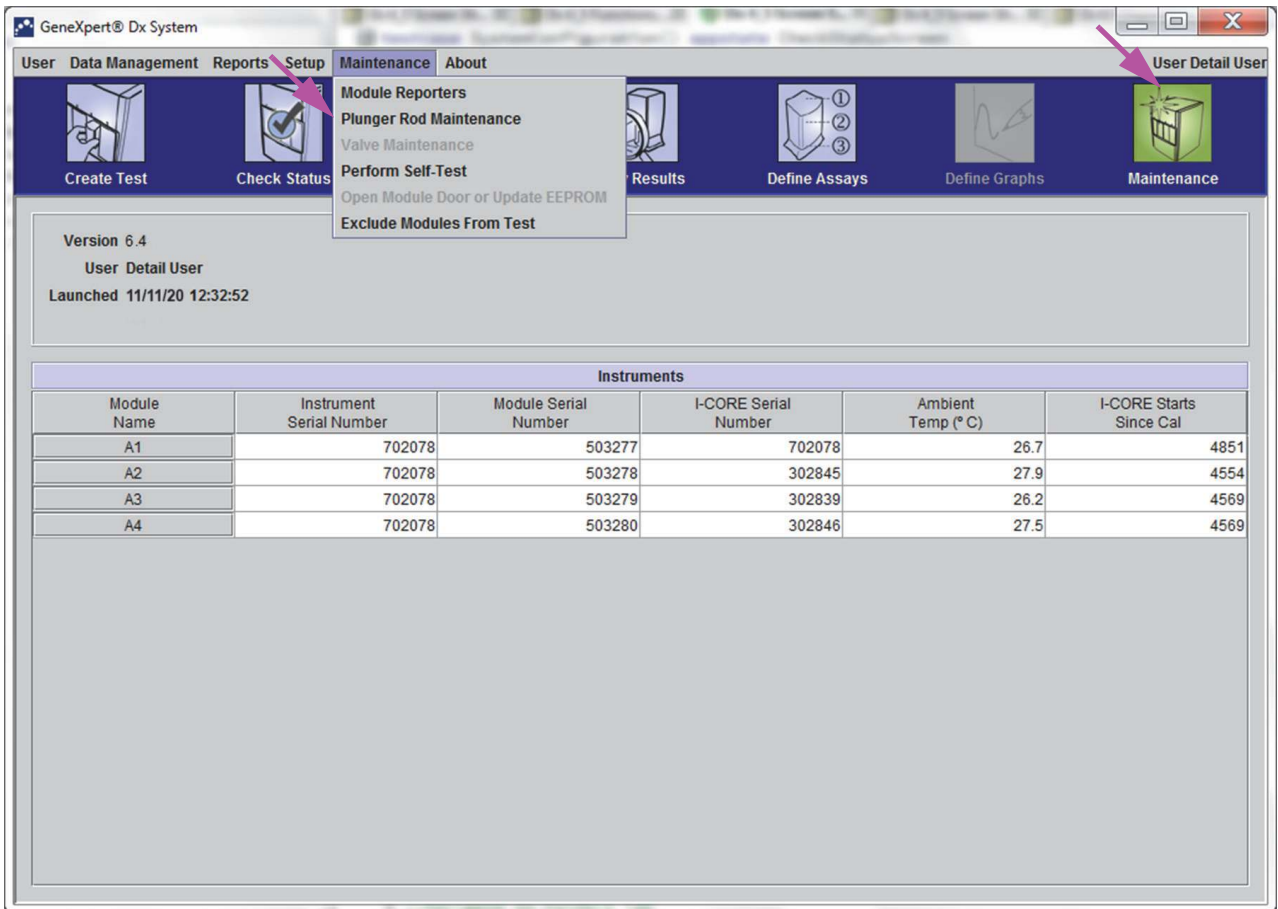 GeneXpert® Dx System
User Data Management Reports Setup Maintenance About User Detail User
Module Reporters
Plunger Rod Maintenance
Valve Maintenance
Perform Self-Test
Open Module Door or Update EEPROM
Exclude Modules From Test
Create Test Check Status Results Define Assays Define Graphs Maintenance
1
2
3
Version 6.4
User Detail User
Launched 11/11/20 12:32:52
Instruments
Module Name Instrument Serial Number Module Serial Number I-CORE Serial Number Ambient Temp (° C) I-CORE Starts Since Cal
A1 702078 503277 702078 26.7 4851
A2 702078 503278 302845 27.9 4554
A3 702078 503279 302839 26.2 4569
A4 702078 503280 302846 27.5 4569